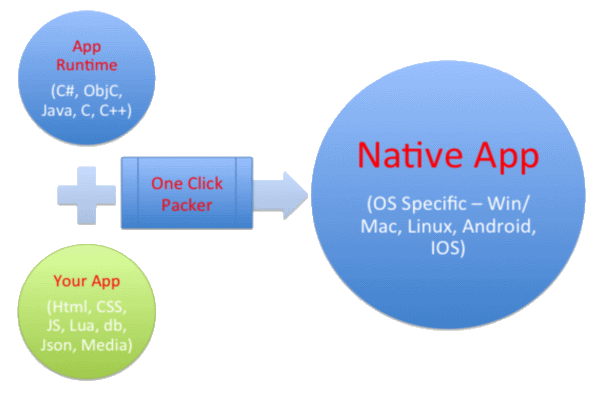 App
Runtime
(C#, ObjC,
Java, C, C++)
One Click
Packer
Native App
(OS Specific – Win/
Mac, Linux, Android,
IOS)
Your App
(Html, CSS,
JS, Lua, db,
Json, Media)